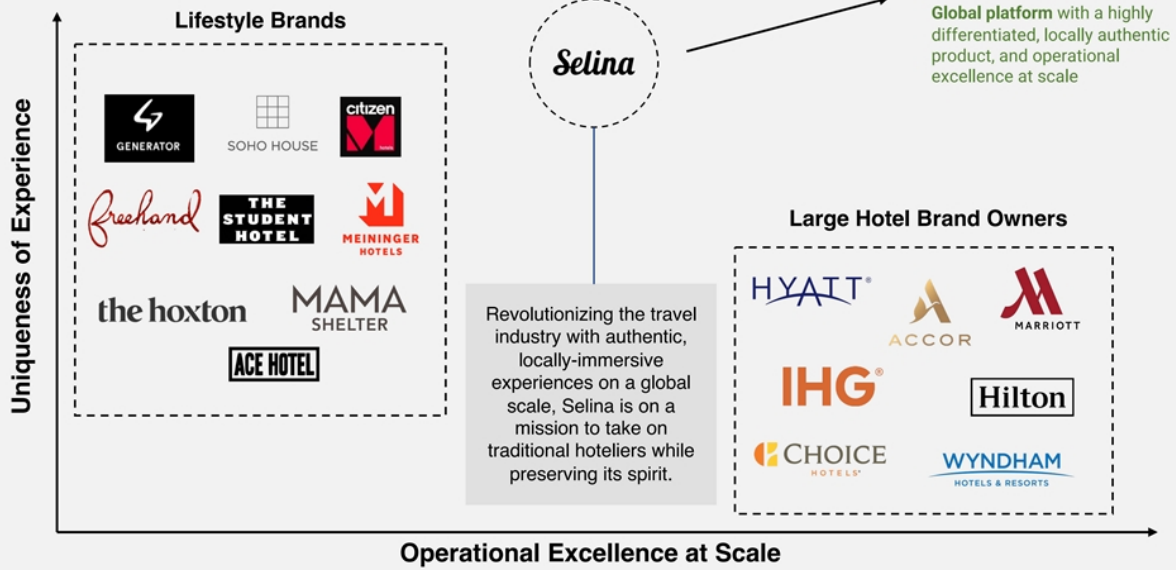 Lifestyle Brands
Uniqueness of Experience
GENERATOR
SOHO HOUSE
citizen
M
hotels
freehand
THE
STUDENT
HOTEL
MEININGER
HOTELS
the hoxton
MAMA
SHELTER
ACE HOTEL
Selina
Global platform with a highly
differentiated, locally authentic
product, and operational
excellence at scale
Revolutionizing the travel
industry with authentic,
locally-immersive
experiences on a global
scale, Selina is on a
mission to take on
traditional hoteliers while
preserving its spirit.
Large Hotel Brand Owners
HYATT®
ACCOR
MARRIOTT
IHG®
Hilton
CHOICE
HOTELS
WYNDHAM
HOTELS & RESORTS
Operational Excellence at Scale